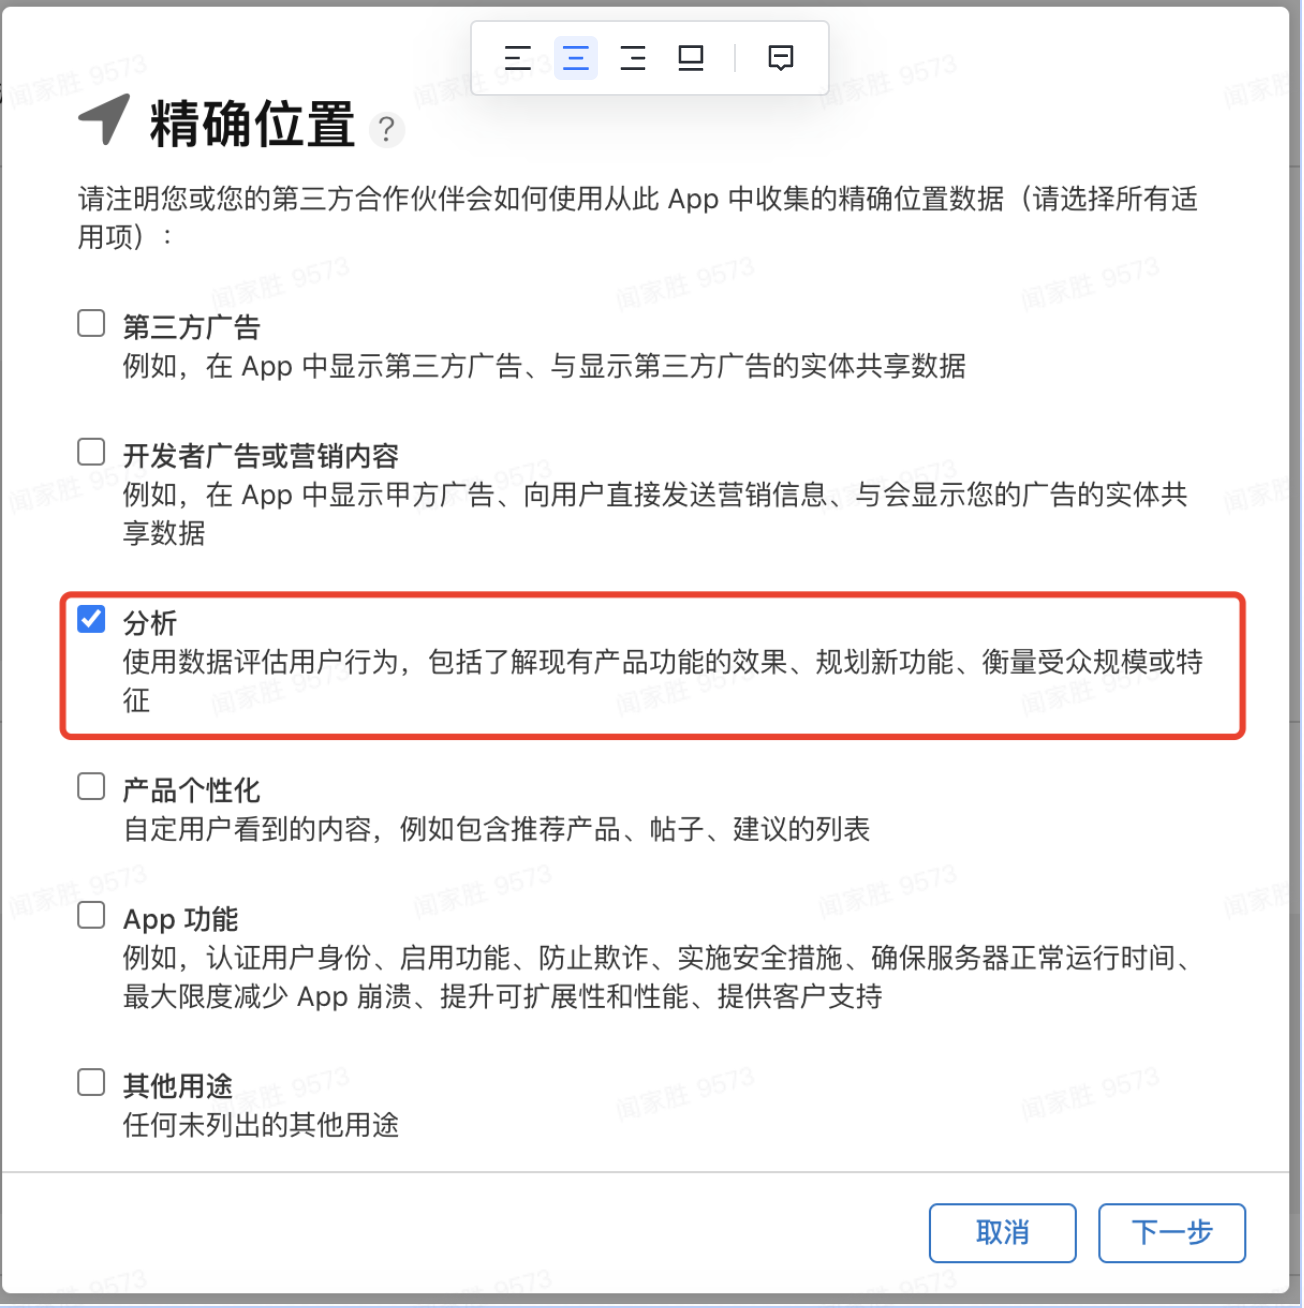 精确位置 ?
请注明您或您的第三方合作伙伴会如何使用从此 App 中收集的精确位置数据（请选择所有适
用项）：
第三方广告
例如，在 App 中显示第三方广告、与显示第三方广告的实体共享数据
开发者广告或营销内容
例如，在 App 中显示甲方广告、向用户直接发送营销信息、与会显示您的广告的实体共
享数据
分析
使用数据评估用户行为，包括了解现有产品功能的效果、规划新功能、衡量受众规模或特
征
产品个性化
自定用户看到的内容，例如包含推荐产品、帖子、建议的列表
App 功能
例如，认证用户身份、启用功能、防止欺诈、实施安全措施、确保服务器正常运行时间、
最大限度减少 App 崩溃、提升可扩展性和性能、提供客户支持
其他用途
任何未列出的其他用途
取消 下一步
闻家胜 9573